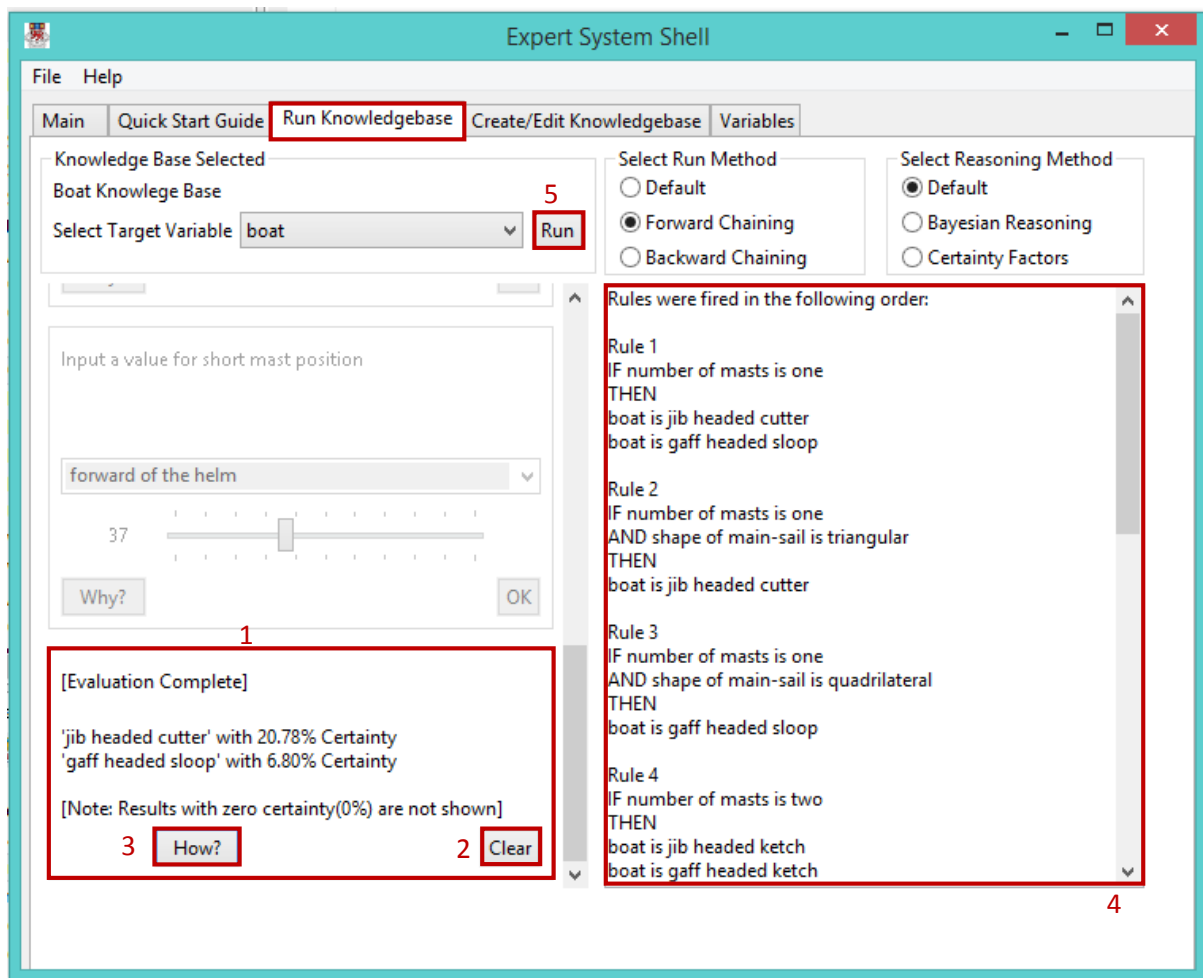 Expert System Shell
File Help
Main Quick Start Guide Run Knowledgebase Create/Edit Knowledgebase Variables
Knowledge Base Selected
Boat Knowlege Base
Select Target Variable boat
5
Run
Select Run Method
Default
Forward Chaining
Backward Chaining
Select Reasoning Method
Default
Bayesian Reasoning
Certainty Factors
Input a value for short mast position
forward of the helm
37
Why? OK
1
[Evaluation Complete]
'jib headed cutter' with 20.78% Certainty
'gaff headed sloop' with 6.80% Certainty
[Note: Results with zero certainty(0%) are not shown]
3 How? 2 Clear
Rules were fired in the following order:
Rule 1
IF number of masts is one
THEN
boat is jib headed cutter
boat is gaff headed sloop
Rule 2
IF number of masts is one
AND shape of main-sail is triangular
THEN
boat is jib headed cutter
Rule 3
IF number of masts is one
AND shape of main-sail is quadrilateral
THEN
boat is gaff headed sloop
Rule 4
IF number of masts is two
THEN
boat is jib headed ketch
boat is gaff headed ketch
4